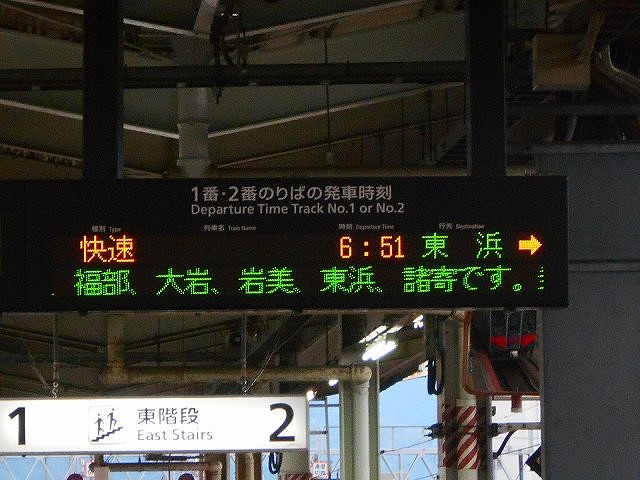 1番・2番のりばの発車時刻
Departure Time Track No.1 or No.2
種別 Type 列車名 Train Name 時刻 Departure Time 行先 Destination
快速 6:51 東 浜 ➡
福部、大岩、岩美、東浜、諸寄です。
1 東階段 2
East Stairs